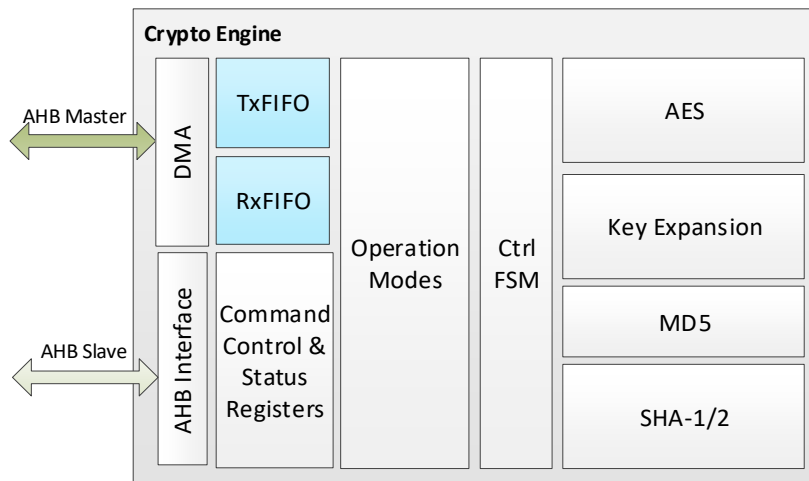 Crypto Engine
AHB Master
DMA
TxFIFO
RxFIFO
AHB Slave
AHB Interface
Command
Control &
Status
Registers
Operation
Modes
Ctrl
FSM
AES
Key Expansion
MD5
SHA-1/2